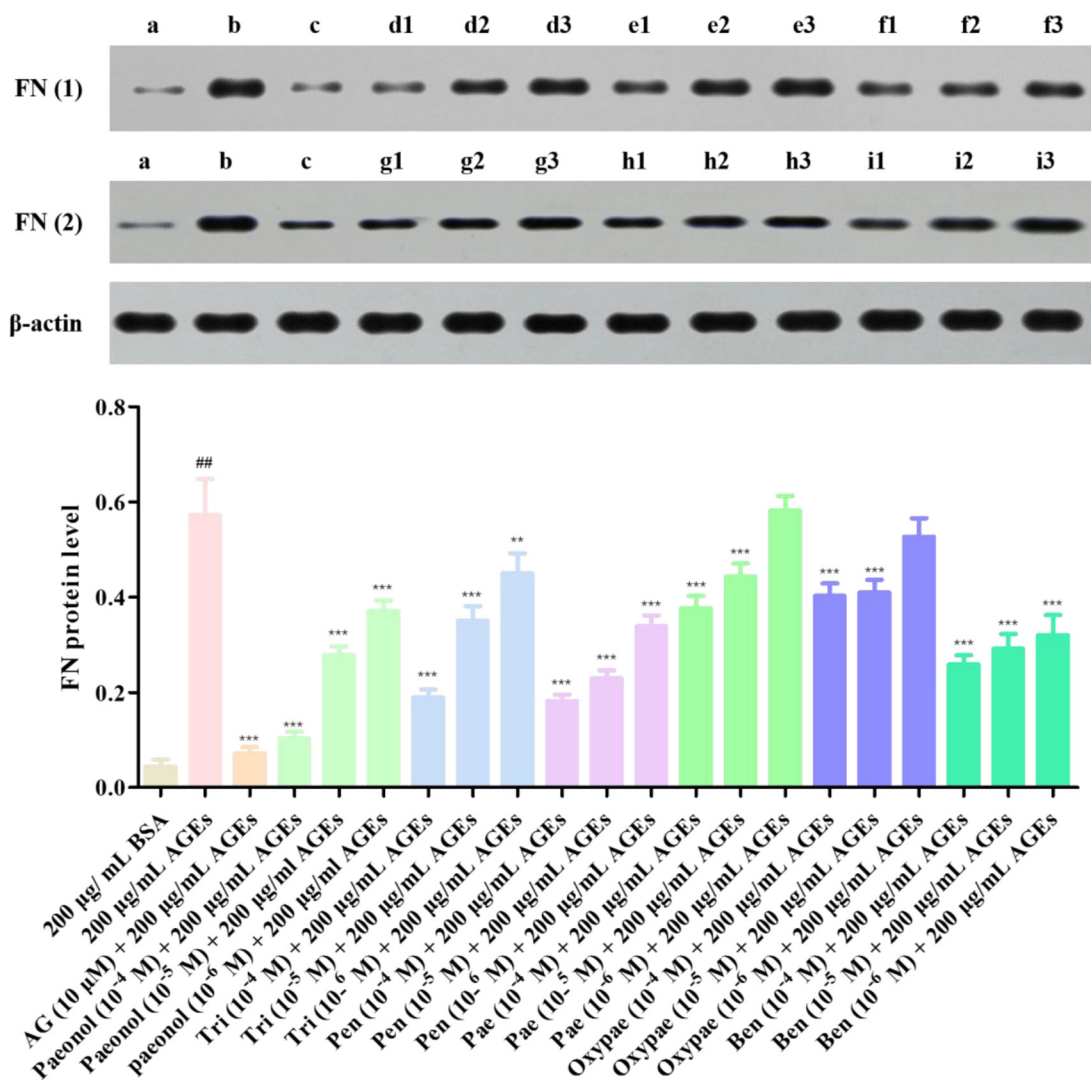 a b c d1 d2 d3 e1 e2 e3 f1 f2 f3
FN (1)
a b c g1 g2 g3 h1 h2 h3 i1 i2 i3
FN (2)
β-actin
FN protein level
0.8
0.6
0.4
0.2
0.0
##
***
***
***
***
***
***
**
***
***
***
***
***
***
***
***
***
***
200 µg/ mL BSA
200 µg/mL AGEs
AG (10 µM) + 200 µg/mL AGEs
Paeonol (10⁻⁴ M) + 200 µg/mL AGEs
Paeonol (10⁻⁵ M) + 200 µg/ml AGEs
paeonol (10⁻⁶ M) + 200 µg/ml AGEs
Tri (10⁻⁴ M) + 200 µg/mL AGEs
Tri (10⁻⁵ M) + 200 µg/mL AGEs
Tri (10-⁶ M) + 200 µg/mL AGEs
Pen (10⁻⁴ M) + 200 µg/mL AGEs
Pen (10⁻⁵ M) + 200 µg/mL AGEs
Pen (10-⁶ M) + 200 µg/mL AGEs
Pae (10⁻⁴ M) + 200 µg/mL AGEs
Pae (10-⁵ M) + 200 µg/mL AGEs
Pae (10⁻⁶ M) + 200 µg/mL AGEs
Oxypae (10⁻⁴ M) + 200 µg/mL AGEs
Oxypae (10⁻⁵ M) + 200 µg/mL AGEs
Oxypae (10⁻⁶ M) + 200 µg/mL AGEs
Ben (10⁻⁴ M) + 200 µg/mL AGEs
Ben (10⁻⁵ M) + 200 µg/mL AGEs
Ben (10⁻⁶ M) + 200 µg/mL AGEs